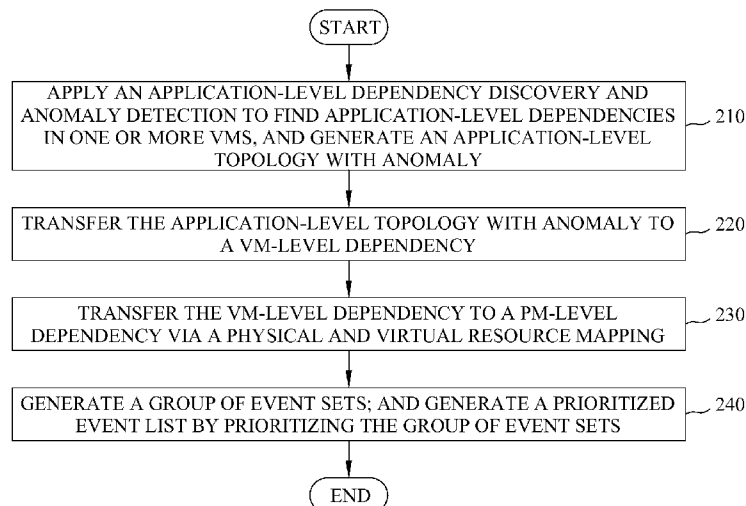 START
APPLY AN APPLICATION-LEVEL DEPENDENCY DISCOVERY AND
ANOMALY DETECTION TO FIND APPLICATION-LEVEL DEPENDENCIES
IN ONE OR MORE VMS, AND GENERATE AN APPLICATION-LEVEL
TOPOLOGY WITH ANOMALY
210
TRANSFER THE APPLICATION-LEVEL TOPOLOGY WITH ANOMALY TO
A VM-LEVEL DEPENDENCY
220
TRANSFER THE VM-LEVEL DEPENDENCY TO A PM-LEVEL
DEPENDENCY VIA A PHYSICAL AND VIRTUAL RESOURCE MAPPING
230
GENERATE A GROUP OF EVENT SETS; AND GENERATE A PRIORITIZED
EVENT LIST BY PRIORITIZING THE GROUP OF EVENT SETS
240
END